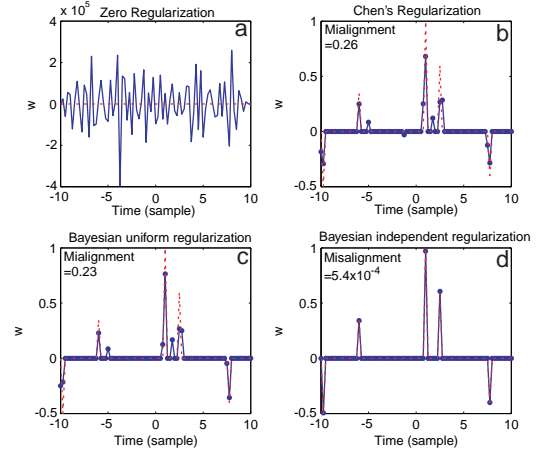 Zero Regularization
a
x 10^5
4
2
0
-2
-4
w
-10 -5 0 5 10
Time (sample)
Chen's Regularization
b
Mialignment
=0.26
1
0.5
0
-0.5
w
-10 -5 0 5 10
Time (sample)
Bayesian uniform regularization
c
Mialignment
=0.23
1
0.5
0
-0.5
w
-10 -5 0 5 10
Time (sample)
Bayesian independent regularization
d
Misalignment
=5.4x10^-4
1
0.5
0
-0.5
w
-10 -5 0 5 10
Time (sample)